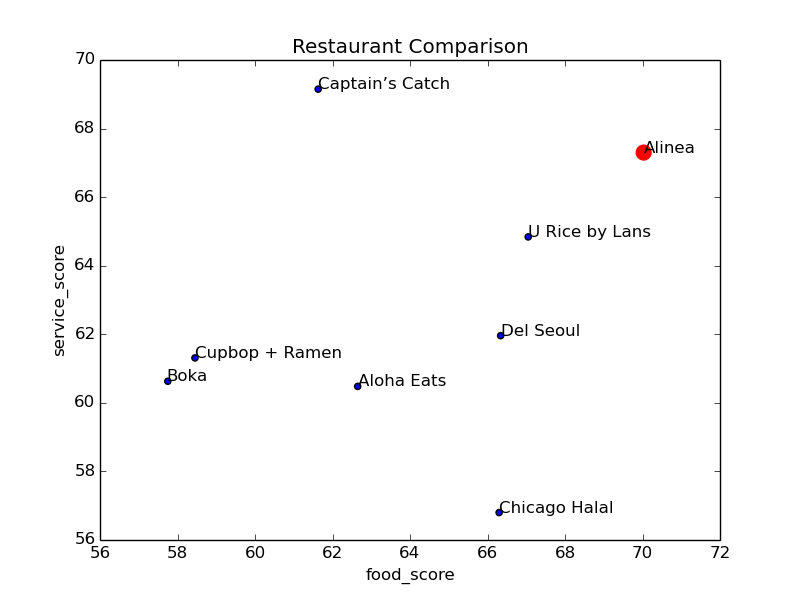 Restaurant Comparison
70
Captain’s Catch
68
Alinea
66
U Rice by Lans
service_score
64
62
Del Seoul
Cupbop + Ramen
Boka
Aloha Eats
60
58
Chicago Halal
56
56 58 60 62 64 66 68 70 72
food_score